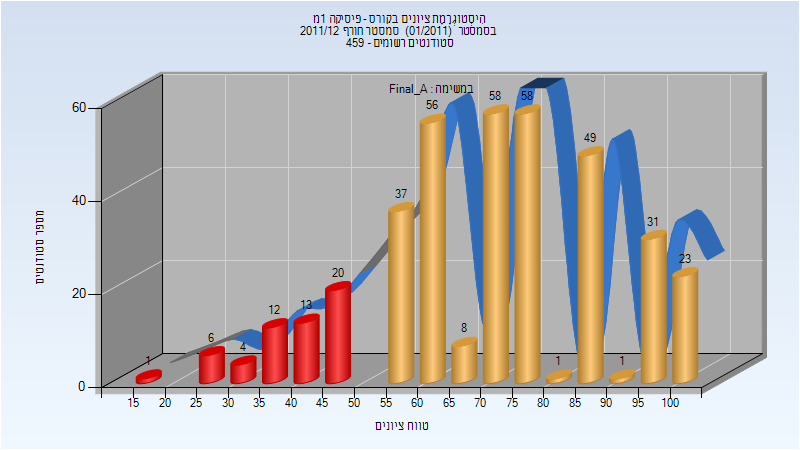 היסטוגרמת ציונים בקורס - פיסיקה 1מ
בסמסטר (01/2011) סמסטר חורף 2011/12
459 - סטודנטים רשומים
במשימה : Final_A
מספר סטודנטים
60
40
20
0
1
6
4
12
13
20
37
56
8
58
58
1
49
1
31
23
15 20 25 30 35 40 45 50 55 60 65 70 75 80 85 90 95 100
טווח ציונים